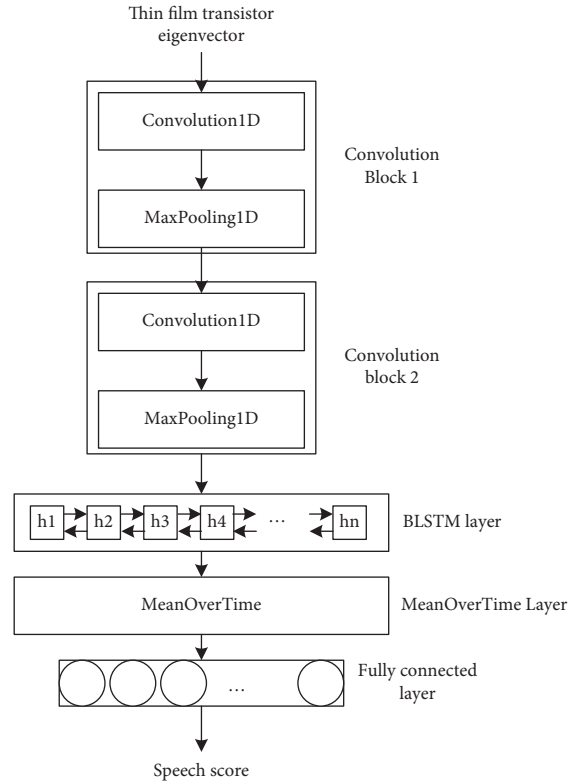 Thin film transistor
eigenvector
Convolution1D
Convolution
Block 1
MaxPooling1D
Convolution1D
Convolution
block 2
MaxPooling1D
h1 h2 h3 h4 ... hn
BLSTM layer
MeanOverTime
MeanOverTime Layer
...
Fully connected
layer
Speech score